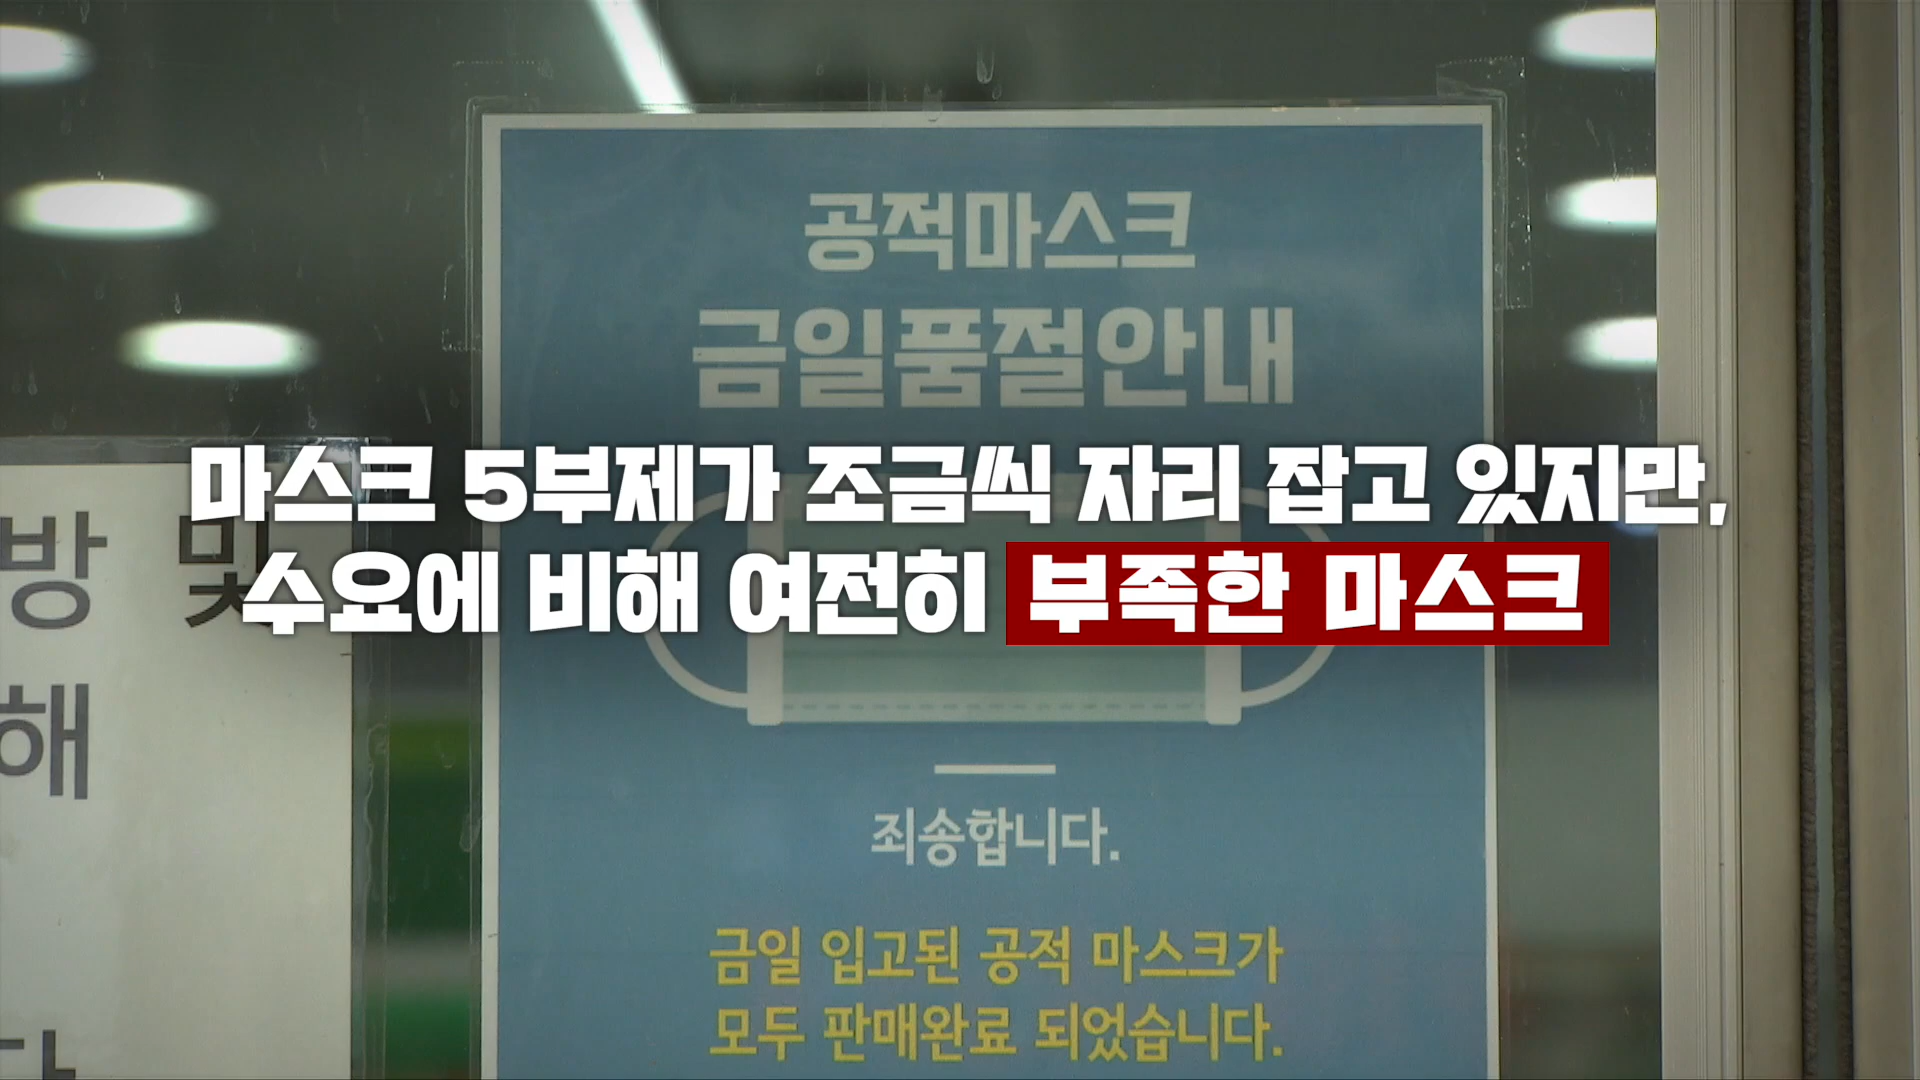 공적마스크
금일품절안내
마스크 5부제가 조금씩 자리 잡고 있지만,
수요에 비해 여전히 부족한 마스크
방 및
해
죄송합니다.
금일 입고된 공적 마스크가
모두 판매완료 되었습니다.